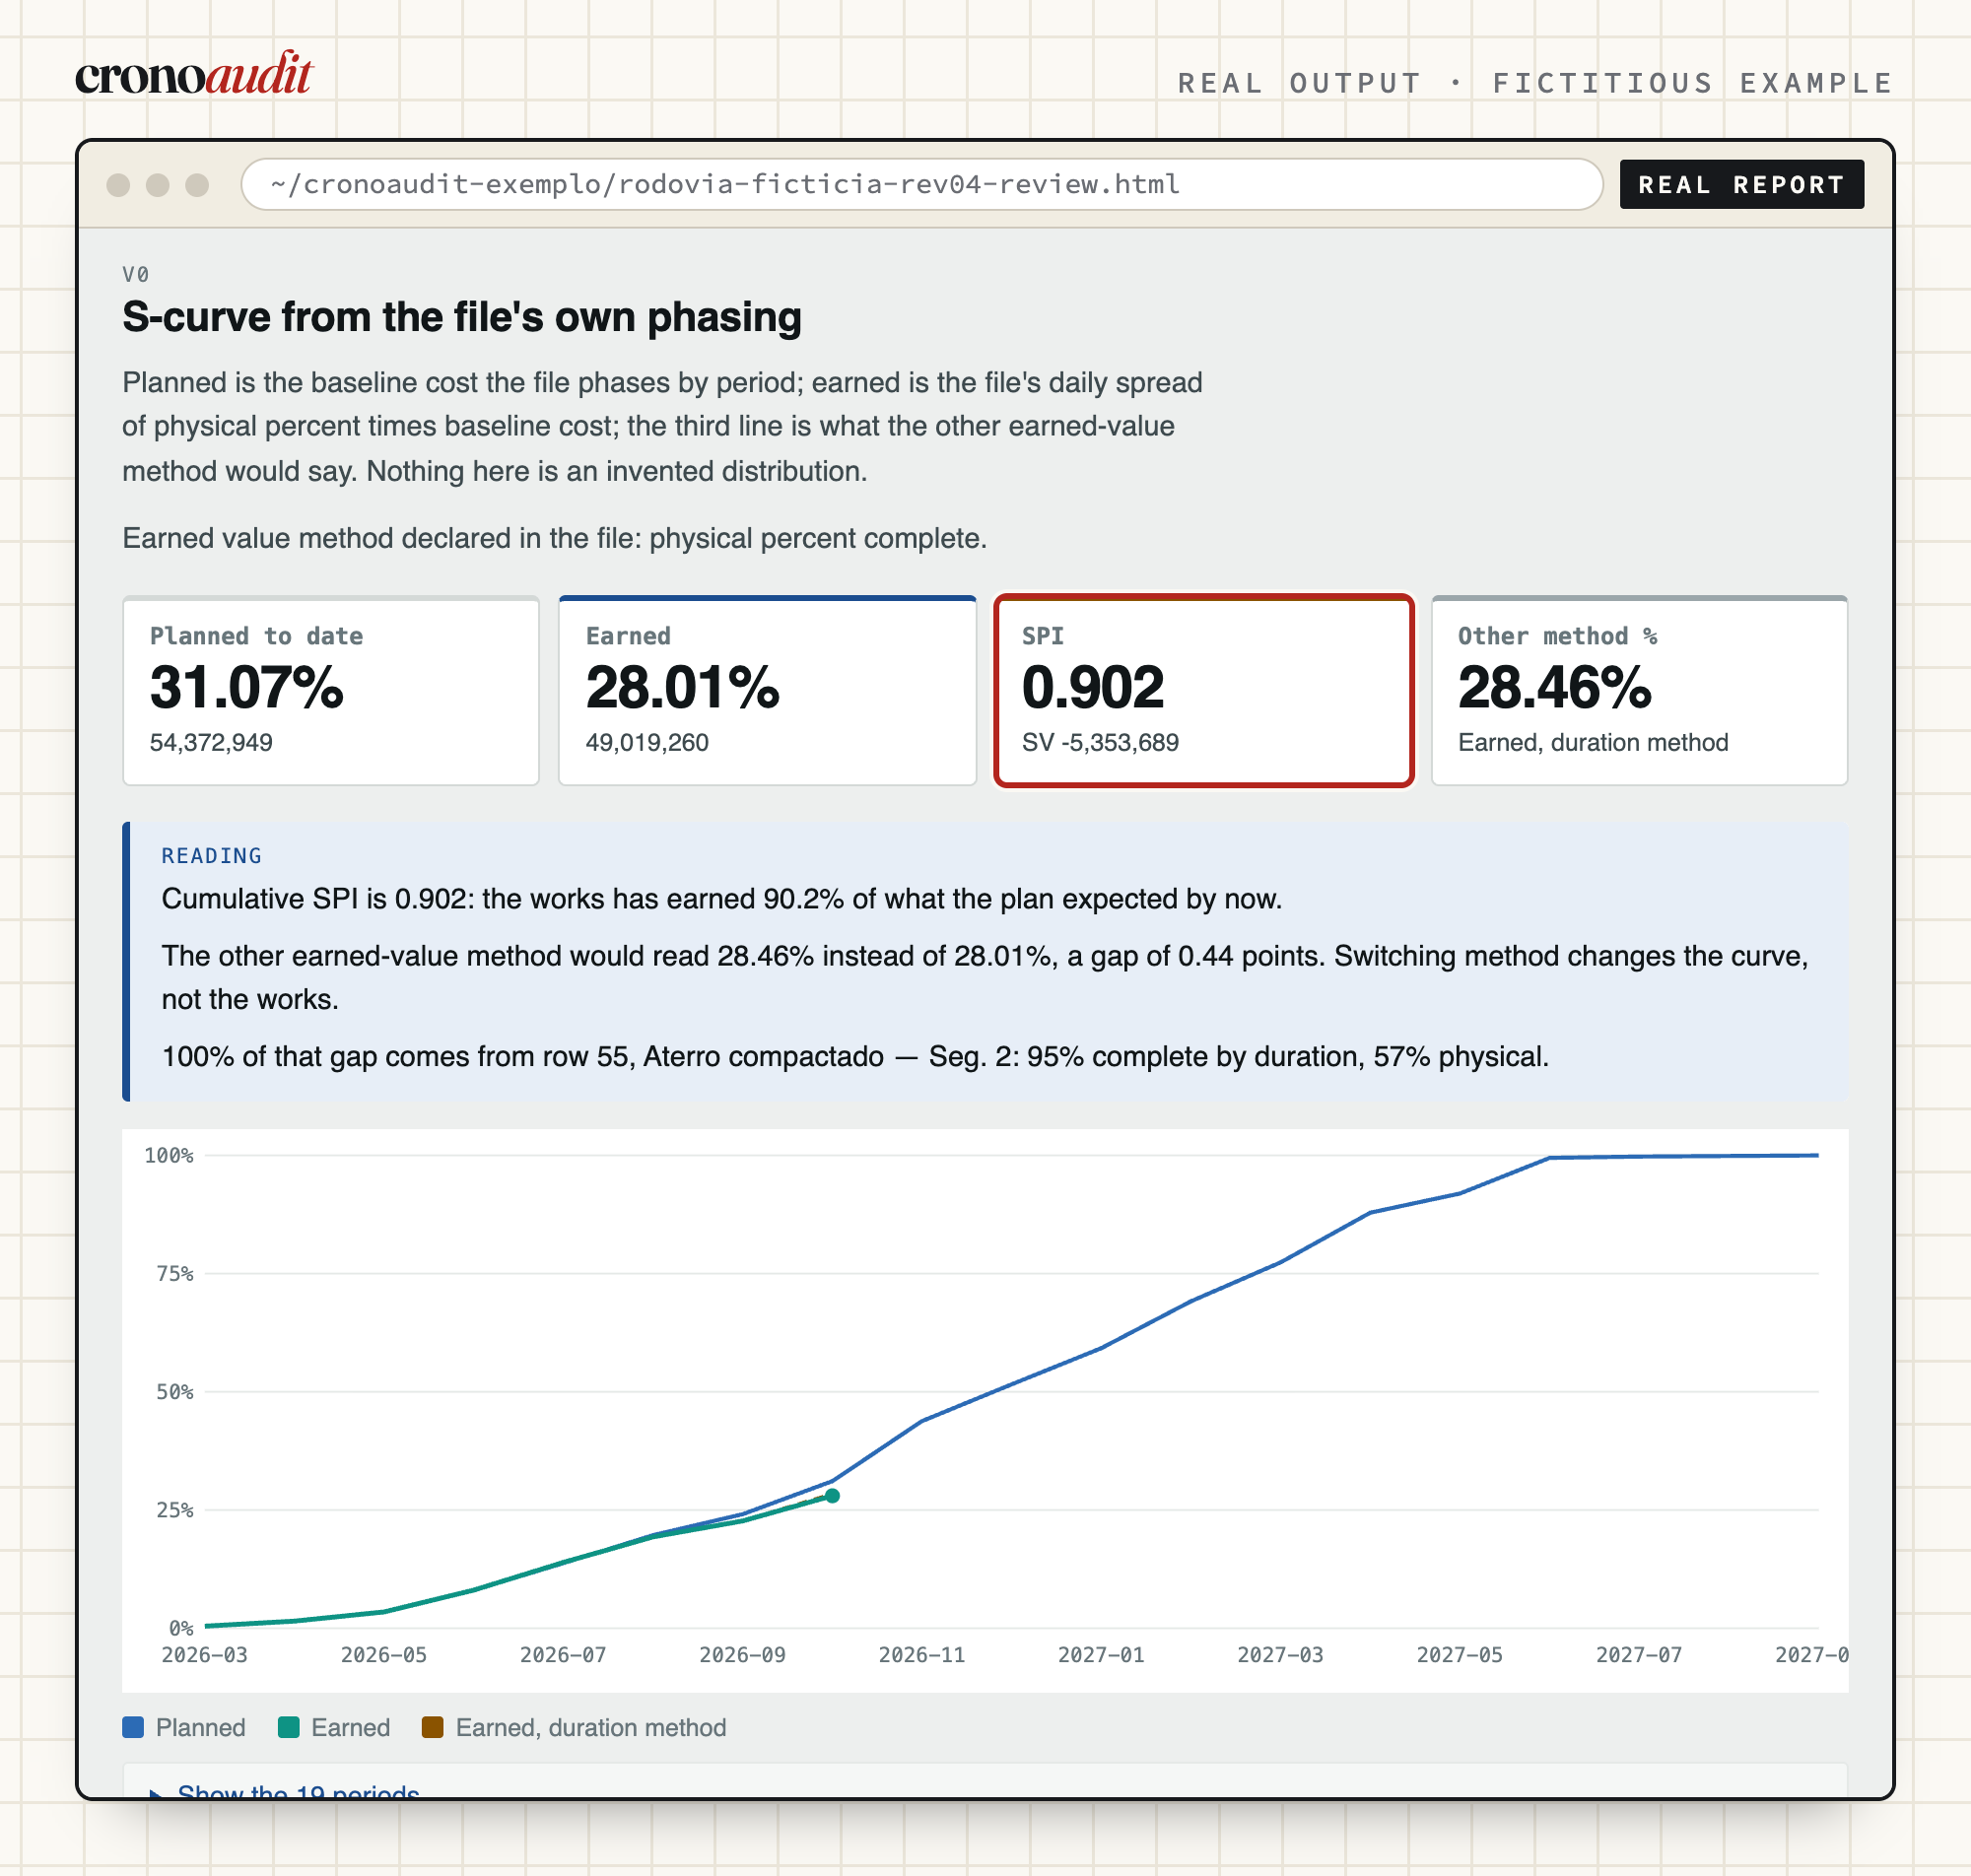 cronoaudit
REAL OUTPUT · FICTITIOUS EXAMPLE
~/cronoaudit-exemplo/rodovia-ficticia-rev04-review.html
REAL REPORT
V0
S-curve from the file's own phasing
Planned is the baseline cost the file phases by period; earned is the file's daily spread
of physical percent times baseline cost; the third line is what the other earned-value
method would say. Nothing here is an invented distribution.
Earned value method declared in the file: physical percent complete.
Planned to date
31.07%
54,372,949
Earned
28.01%
49,019,260
SPI
0.902
SV -5,353,689
Other method %
28.46%
Earned, duration method
READING
Cumulative SPI is 0.902: the works has earned 90.2% of what the plan expected by now.
The other earned-value method would read 28.46% instead of 28.01%, a gap of 0.44 points. Switching method changes the curve,
not the works.
100% of that gap comes from row 55, Aterro compactado — Seg. 2: 95% complete by duration, 57% physical.
100%
75%
50%
25%
0%
2026-03 2026-05 2026-07 2026-09 2026-11 2027-01 2027-03 2027-05 2027-07 2027-0
Planned Earned Earned, duration method
Show the 19 periods